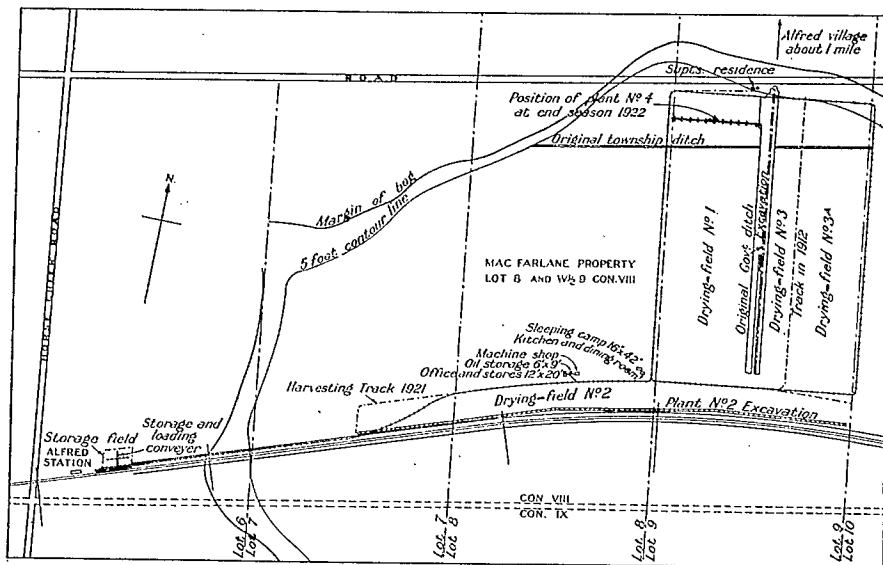 Alfred village
about 1 mile
ROAD
Supts. residence
Position of plant Nº 4
at end season 1922
Original township ditch
N.
Margin of bog
5 foot contour line
MAC FARLANE PROPERTY
LOT 8 AND W½ 9 CON. VIII
Drying-field Nº 1
Original Gov't ditch
Excavation
Drying-field Nº 3
Track in 1912
Drying-field Nº 3A
Sleeping camp 16'x 42'
Kitchen and dining room
Machine shop
Oil storage 6'x 9'
Office and stores 12'x 20'
Harvesting Track 1921
Drying-field Nº 2
Plant Nº 2 Excavation
Storage field
Storage and
loading
conveyer
ALFRED
STATION
CON VIII
CON. IX
Lot 6
Lot 7
Lot 7
Lot 8
Lot 8
Lot 9
Lot 9
Lot 10